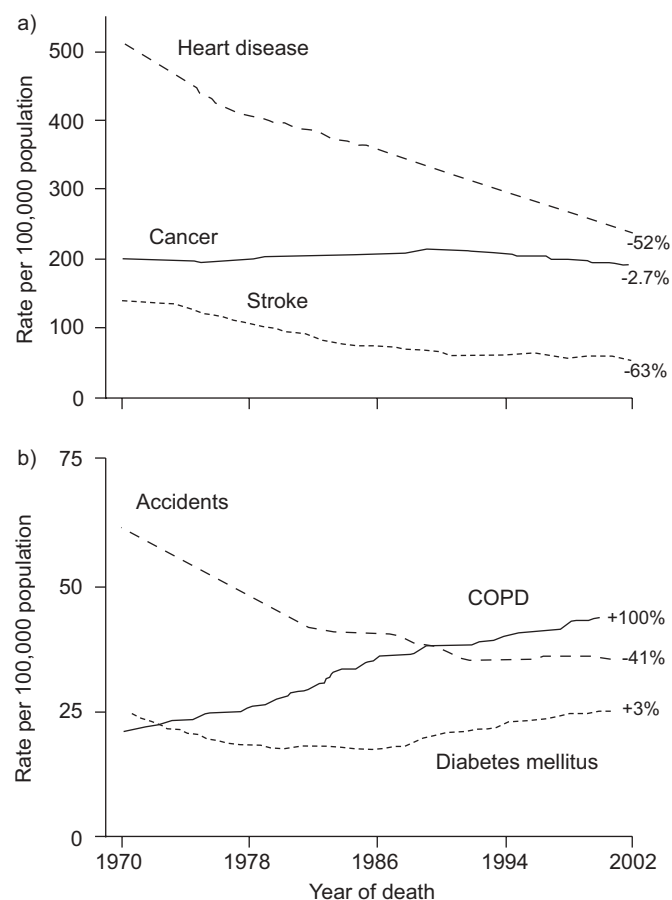 a)
500
Heart disease
400
300
Cancer
200
-52%
-2.7%
Stroke
100
-63%
0
Rate per 100,000 population
b)
75
Accidents
50
COPD
+100%
-41%
25
+3%
Diabetes mellitus
0
Rate per 100,000 population
1970 1978 1986 1994 2002
Year of death